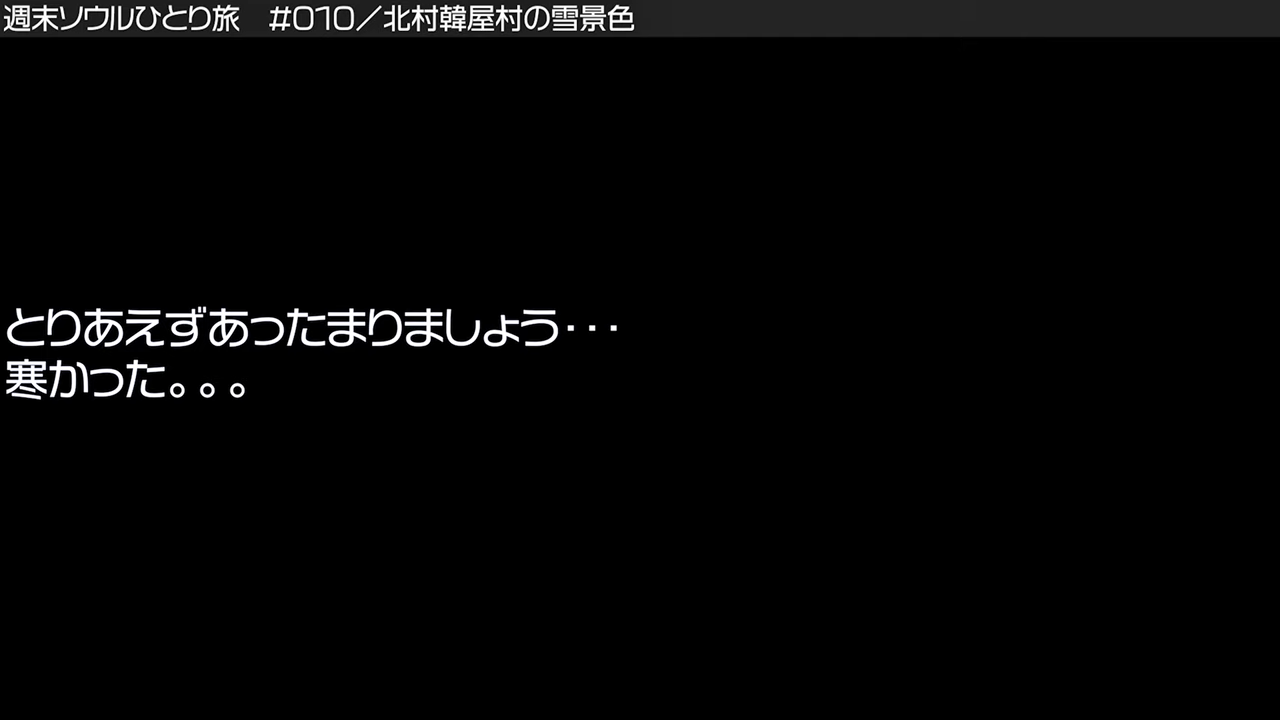 週末ソウルひとり旅　#010／北村韓屋村の雪景色
とりあえずあったまりましょう･･･
寒かった。。。